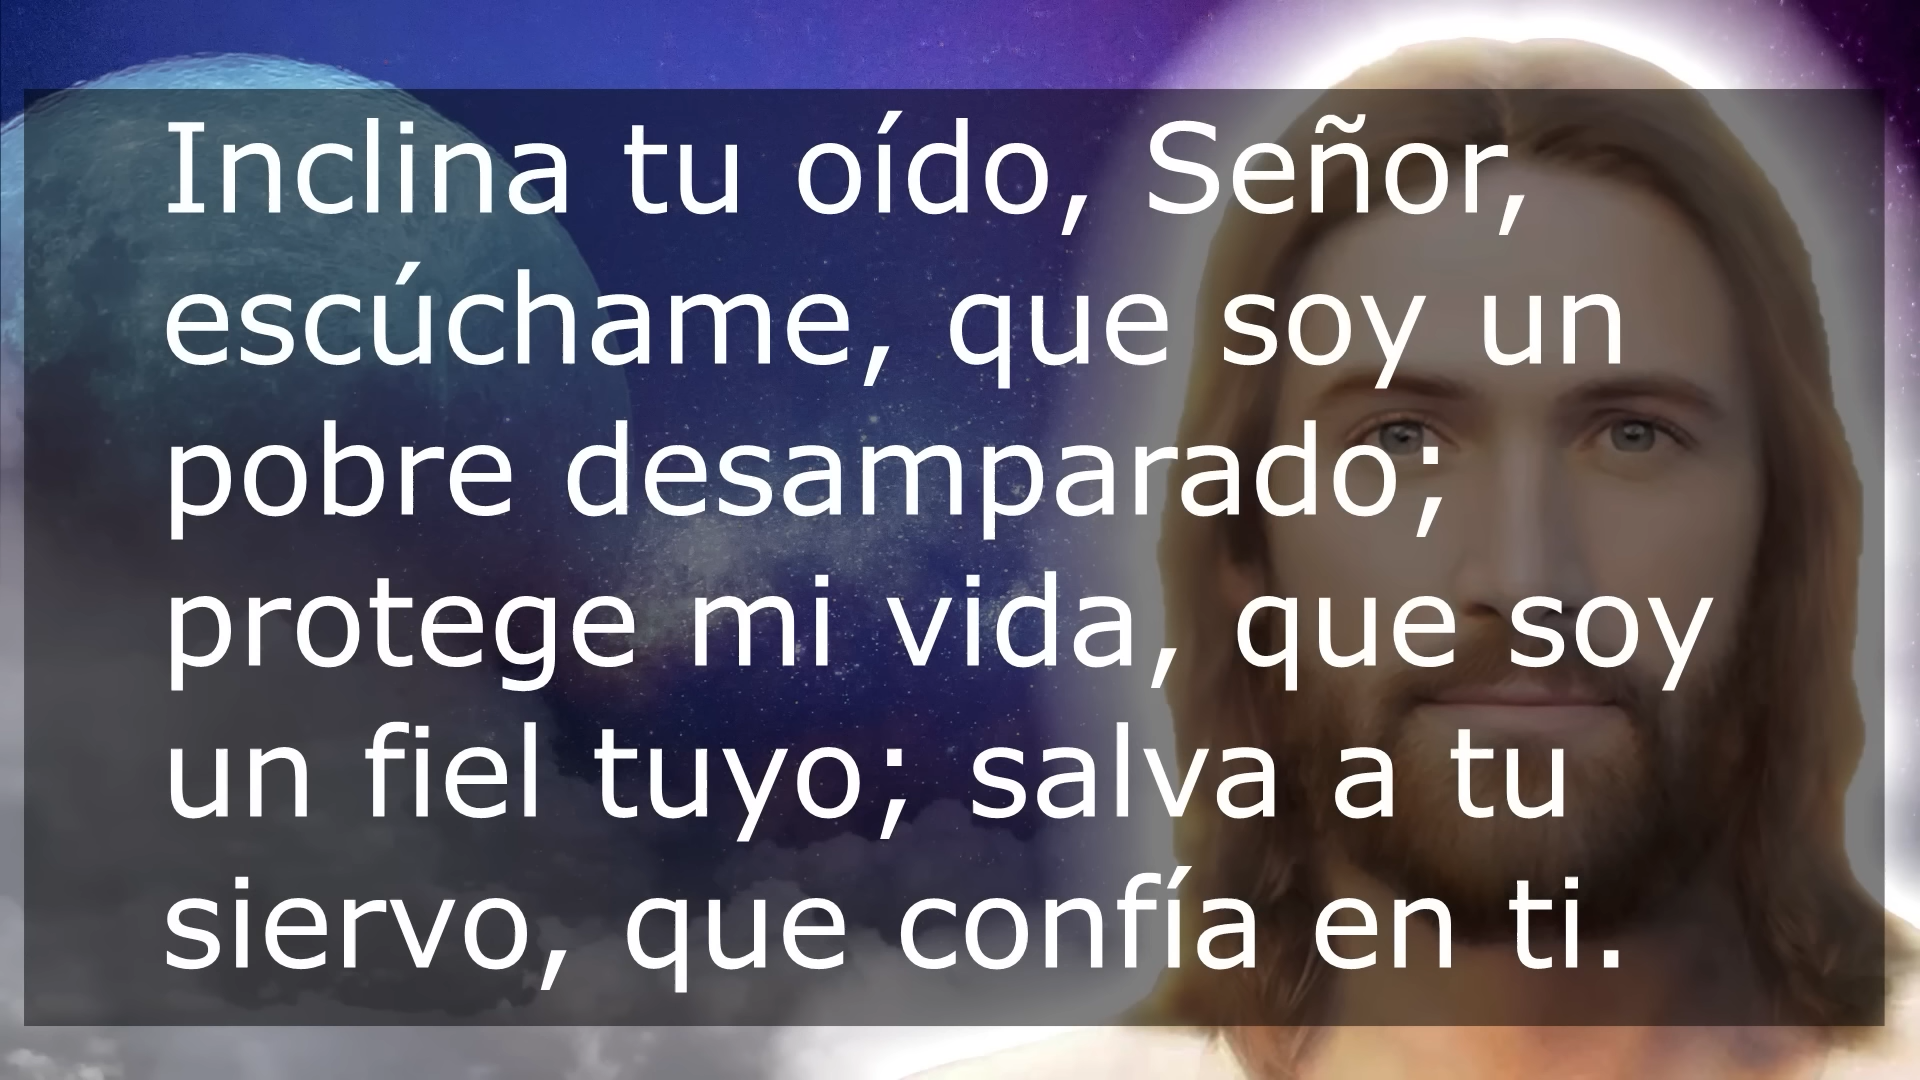 Inclina tu oído, Señor,
escúchame, que soy un
pobre desamparado;
protege mi vida, que soy
un fiel tuyo; salva a tu
siervo, que confía en ti.